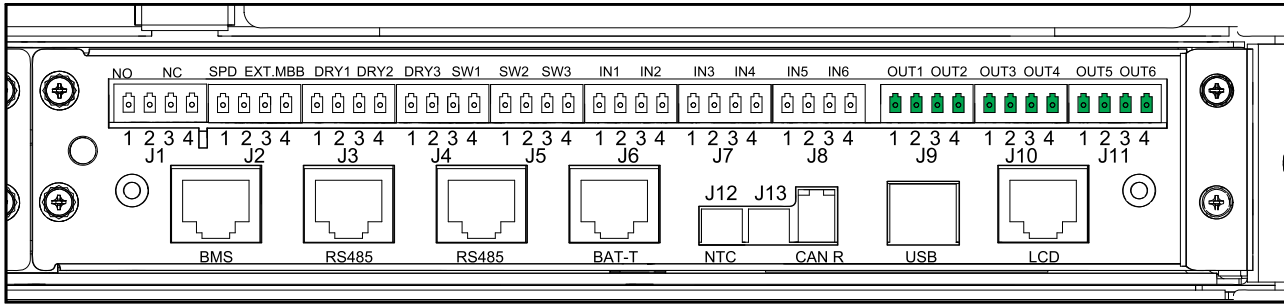 NO NC SPD EXT.MBB DRY1 DRY2 DRY3 SW1 SW2 SW3 IN1 IN2 IN3 IN4 IN5 IN6 OUT1 OUT2 OUT3 OUT4 OUT5 OUT6
1 2 3 4 1 2 3 4 1 2 3 4 1 2 3 4 1 2 3 4 1 2 3 4 1 2 3 4 1 2 3 4 1 2 3 4 1 2 3 4 1 2 3 4
J1 J2 J3 J4 J5 J6 J7 J8 J9 J10 J11
J12 J13
BMS RS485 RS485 BAT-T NTC CAN R USB LCD